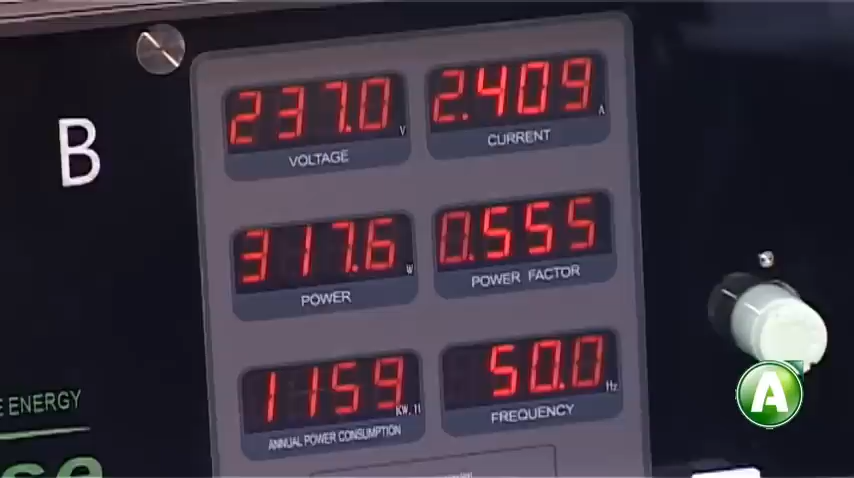 B
237.0 V
VOLTAGE
2.409 A
CURRENT
317.6 W
POWER
0.555
POWER FACTOR
1159 KW.H
ANNUAL POWER CONSUMPTION
50.0 Hz
FREQUENCY
ENERGY
A